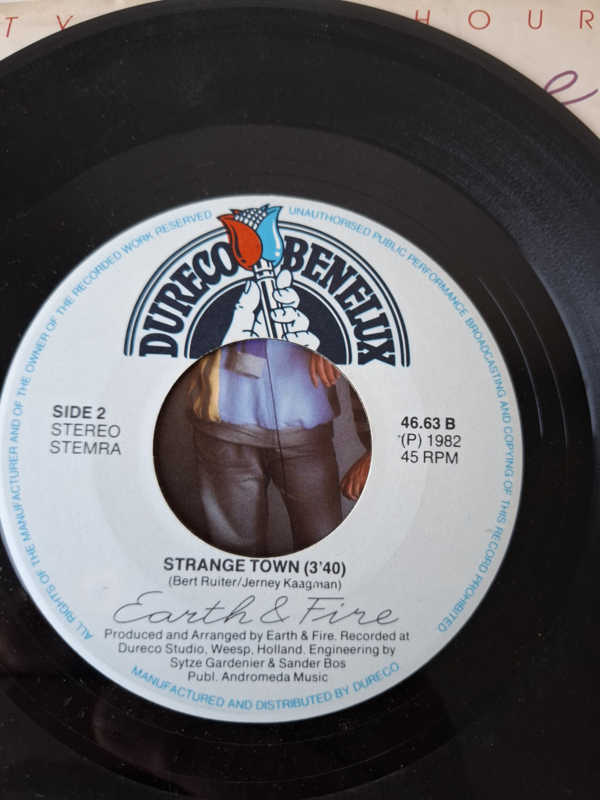 TY HOUR
e
DURECO BENELUX
ALL RIGHTS OF THE MANUFACTURER AND OF THE OWNER OF THE RECORDED WORK RESERVED
UNAUTHORISED PUBLIC PERFORMANCE BROADCASTING AND COPYING OF THIS RECORD PROHIBITED
SIDE 2
STEREO
STEMRA
46.63 B
(P) 1982
45 RPM
STRANGE TOWN (3'40)
(Bert Ruiter/Jerney Kaagman)
Earth & Fire
Produced and Arranged by Earth & Fire. Recorded at
Dureco Studio, Weesp, Holland. Engineering by
Sytze Gardenier & Sander Bos
Publ. Andromeda Music
MANUFACTURED AND DISTRIBUTED BY DURECO